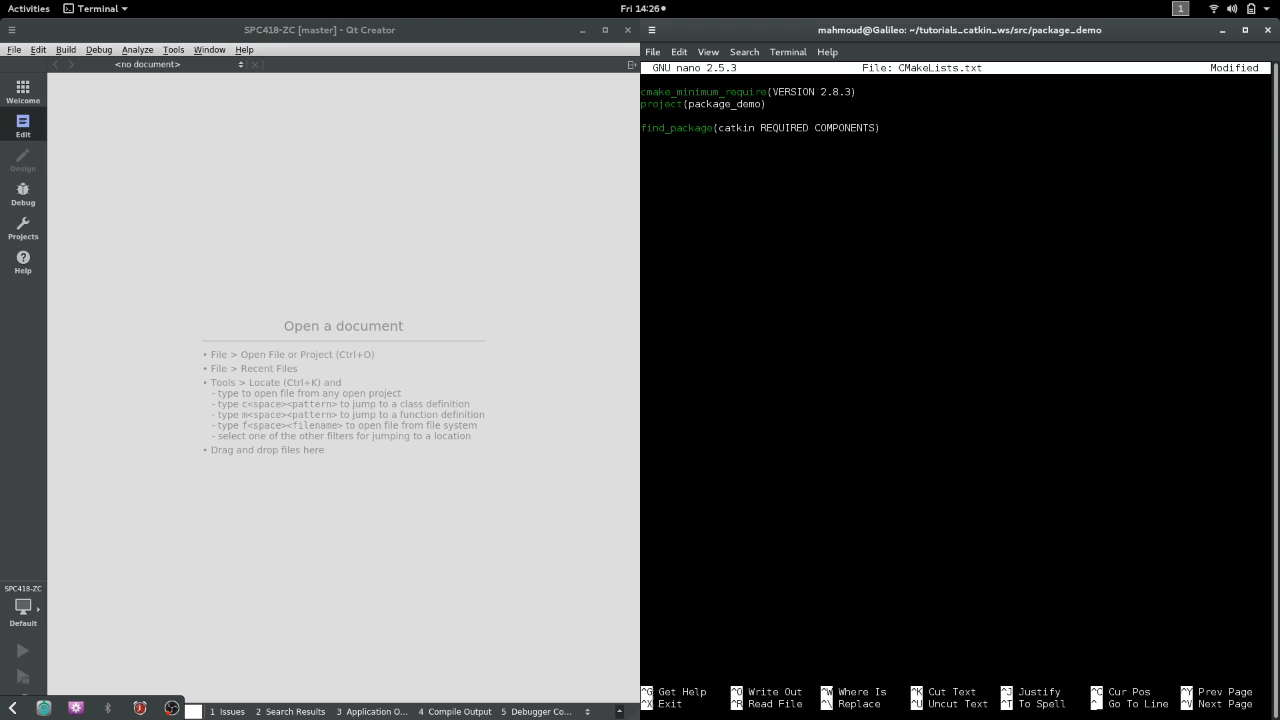 Activities Terminal Fri 14:26 1
SPC418-ZC [master] - Qt Creator
File Edit Build Debug Analyze Tools Window Help
<no document>
Welcome
Edit
Design
Debug
Projects
Help
Open a document
• File > Open File or Project (Ctrl+O)
• File > Recent Files
• Tools > Locate (Ctrl+K) and
- type to open file from any open project
- type c<space><pattern> to jump to a class definition
- type m<space><pattern> to jump to a function definition
- type f<space><filename> to open file from file system
- select one of the other filters for jumping to a location
• Drag and drop files here
SPC418-ZC
Default
1 Issues 2 Search Results 3 Application O... 4 Compile Output 5 Debugger Co...
mahmoud@Galileo: ~/tutorials_catkin_ws/src/package_demo
File Edit View Search Terminal Help
GNU nano 2.5.3 File: CMakeLists.txt Modified
cmake_minimum_require(VERSION 2.8.3)
project(package_demo)
find_package(catkin REQUIRED COMPONENTS)
^G Get Help ^O Write Out ^W Where Is ^K Cut Text ^J Justify ^C Cur Pos ^Y Prev Page
^X Exit ^R Read File ^\ Replace ^U Uncut Text ^T To Spell ^_ Go To Line ^V Next Page